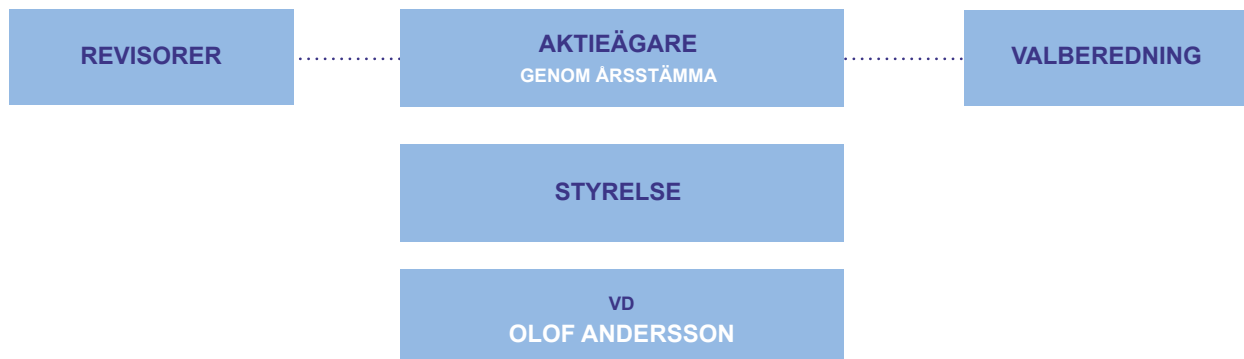 REVISORER
AKTIEÄGARE
GENOM ÅRSSTÄMMA
VALBEREDNING
STYRELSE
VD
OLOF ANDERSSON